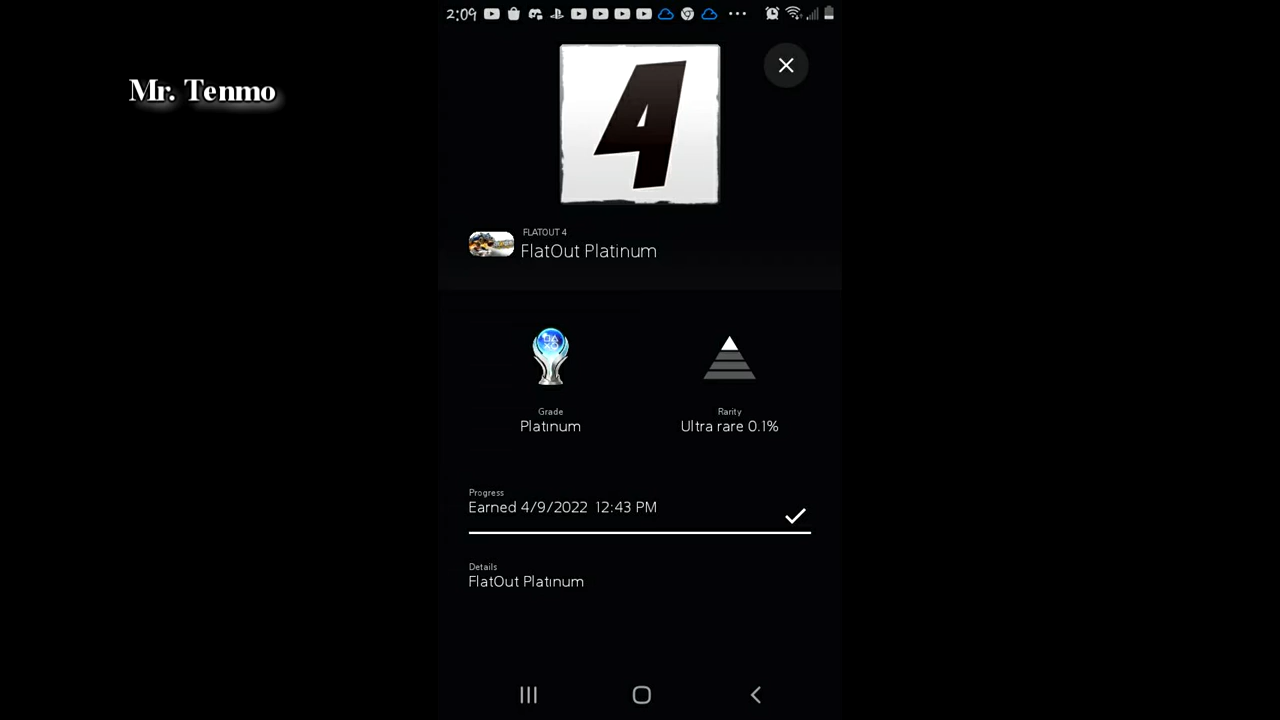 2:09
Mr. Tenmo
4
FLATOUT 4
FlatOut Platinum
Grade
Platinum
Rarity
Ultra rare 0.1%
Progress
Earned 4/9/2022 12:43 PM
Details
FlatOut Platinum